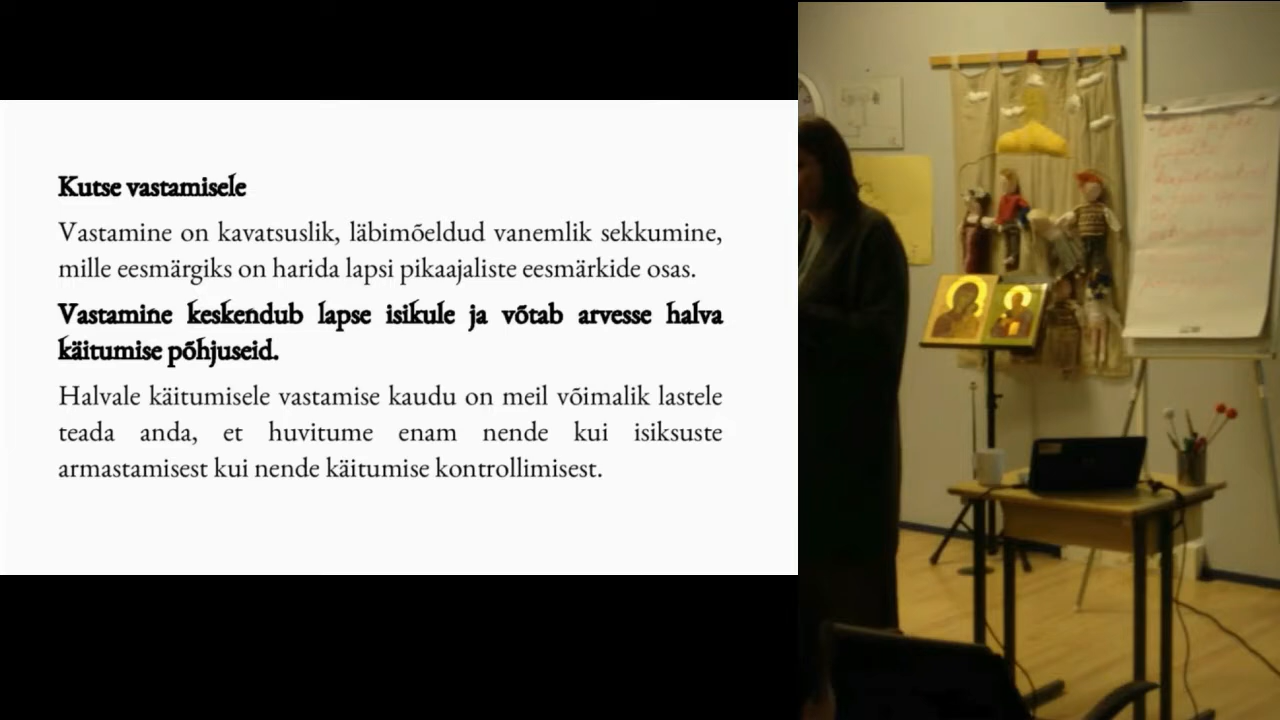 Kutse vastamisele
Vastamine on kavatsuslik, läbimõeldud vanemlik sekkumine,
mille eesmärgiks on harida lapsi pikaajaliste eesmärkide osas.
Vastamine keskendub lapse isikule ja võtab arvesse halva
käitumise põhjuseid.
Halvale käitumisele vastamise kaudu on meil võimalik lastele
teada anda, et huvitume enam nende kui isiksuste
armastamisest kui nende käitumise kontrollimisest.